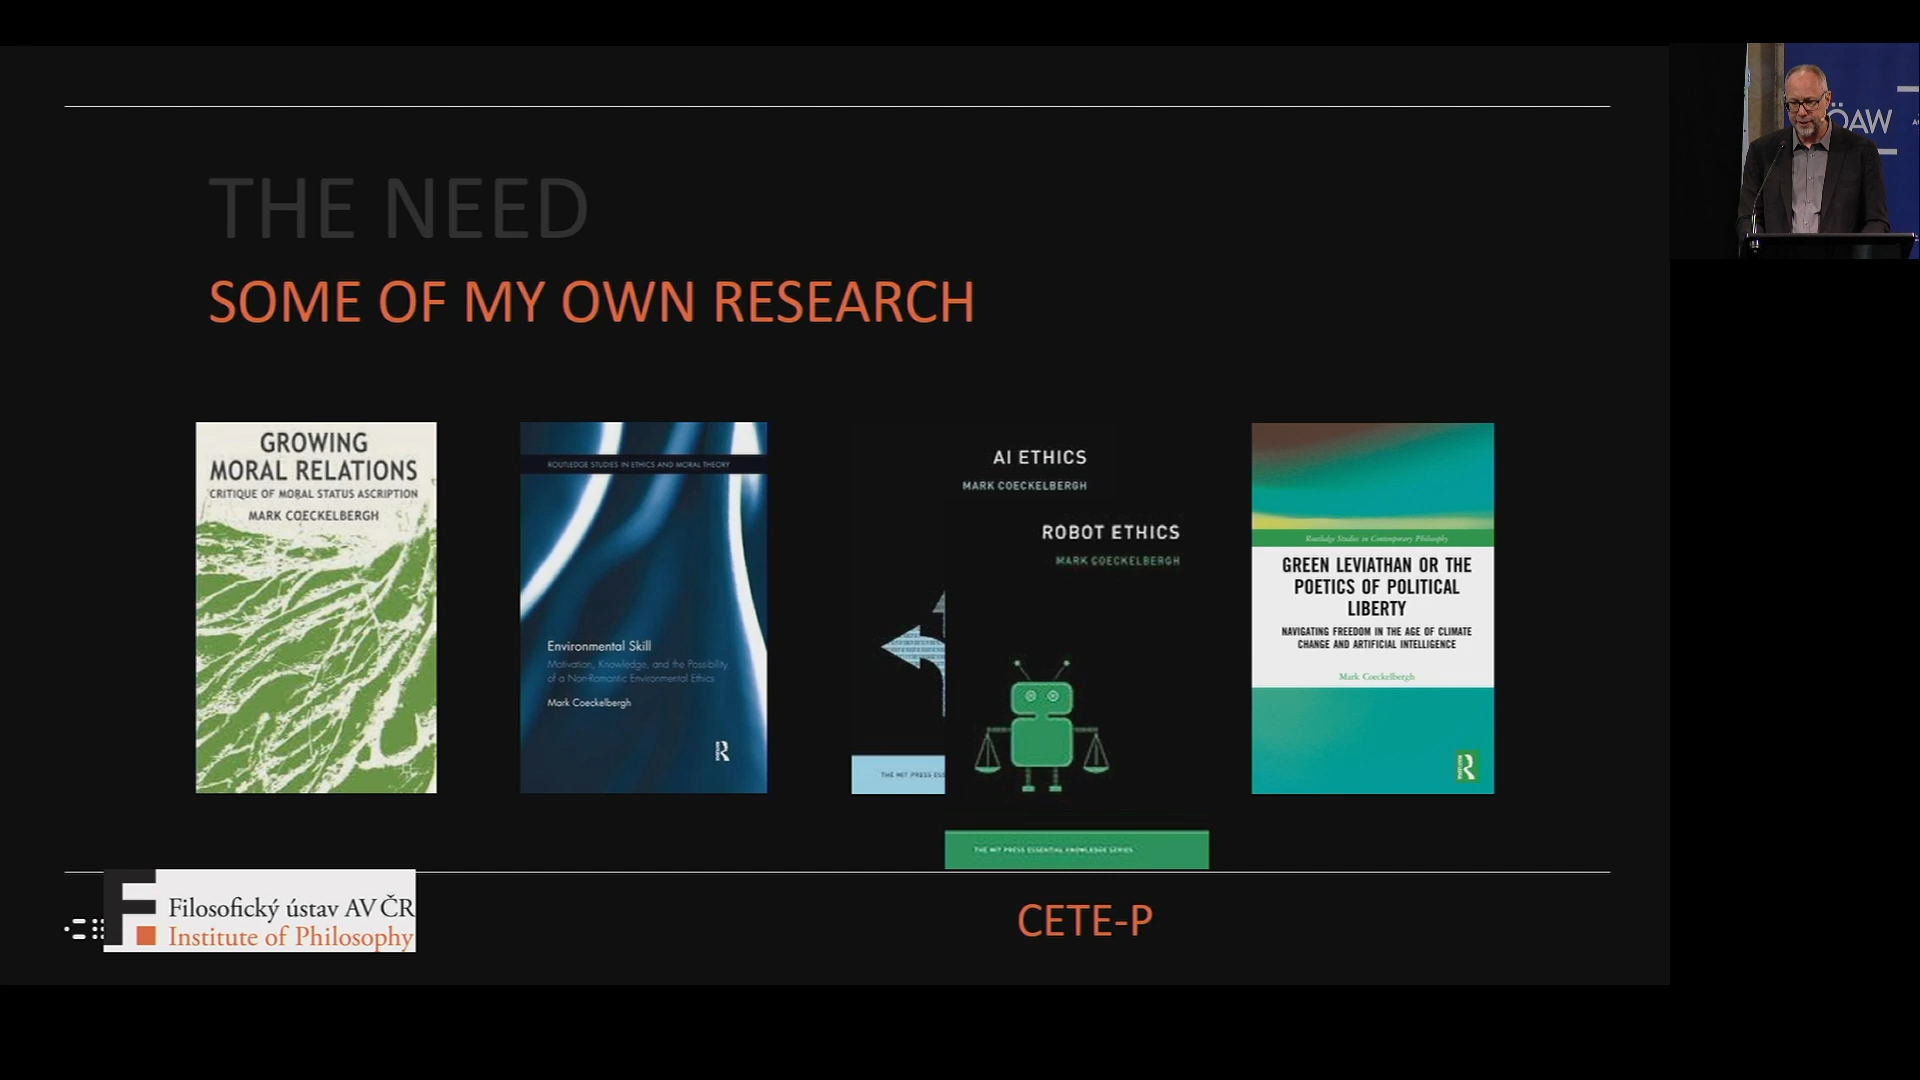 THE NEED
SOME OF MY OWN RESEARCH
GROWING
MORAL RELATIONS
CRITIQUE OF MORAL STATUS ASCRIPTION
MARK COECKELBERGH
ROUTLEDGE STUDIES IN ETHICS AND MORAL THEORY
Environmental Skill
Motivation, Knowledge, and the Possibility
of a Non-Romantic Environmental Ethics
Mark Coeckelbergh
AI ETHICS
MARK COECKELBERGH
THE MIT PRESS ESS
ROBOT ETHICS
MARK COECKELBERGH
THE MIT PRESS ESSENTIAL KNOWLEDGE SERIES
Routledge Studies in Contemporary Philosophy
GREEN LEVIATHAN OR THE
POETICS OF POLITICAL
LIBERTY
NAVIGATING FREEDOM IN THE AGE OF CLIMATE
CHANGE AND ARTIFICIAL INTELLIGENCE
Mark Coeckelbergh
R
Filosofický ústav AV ČR
Institute of Philosophy
CETE-P
ÖAW